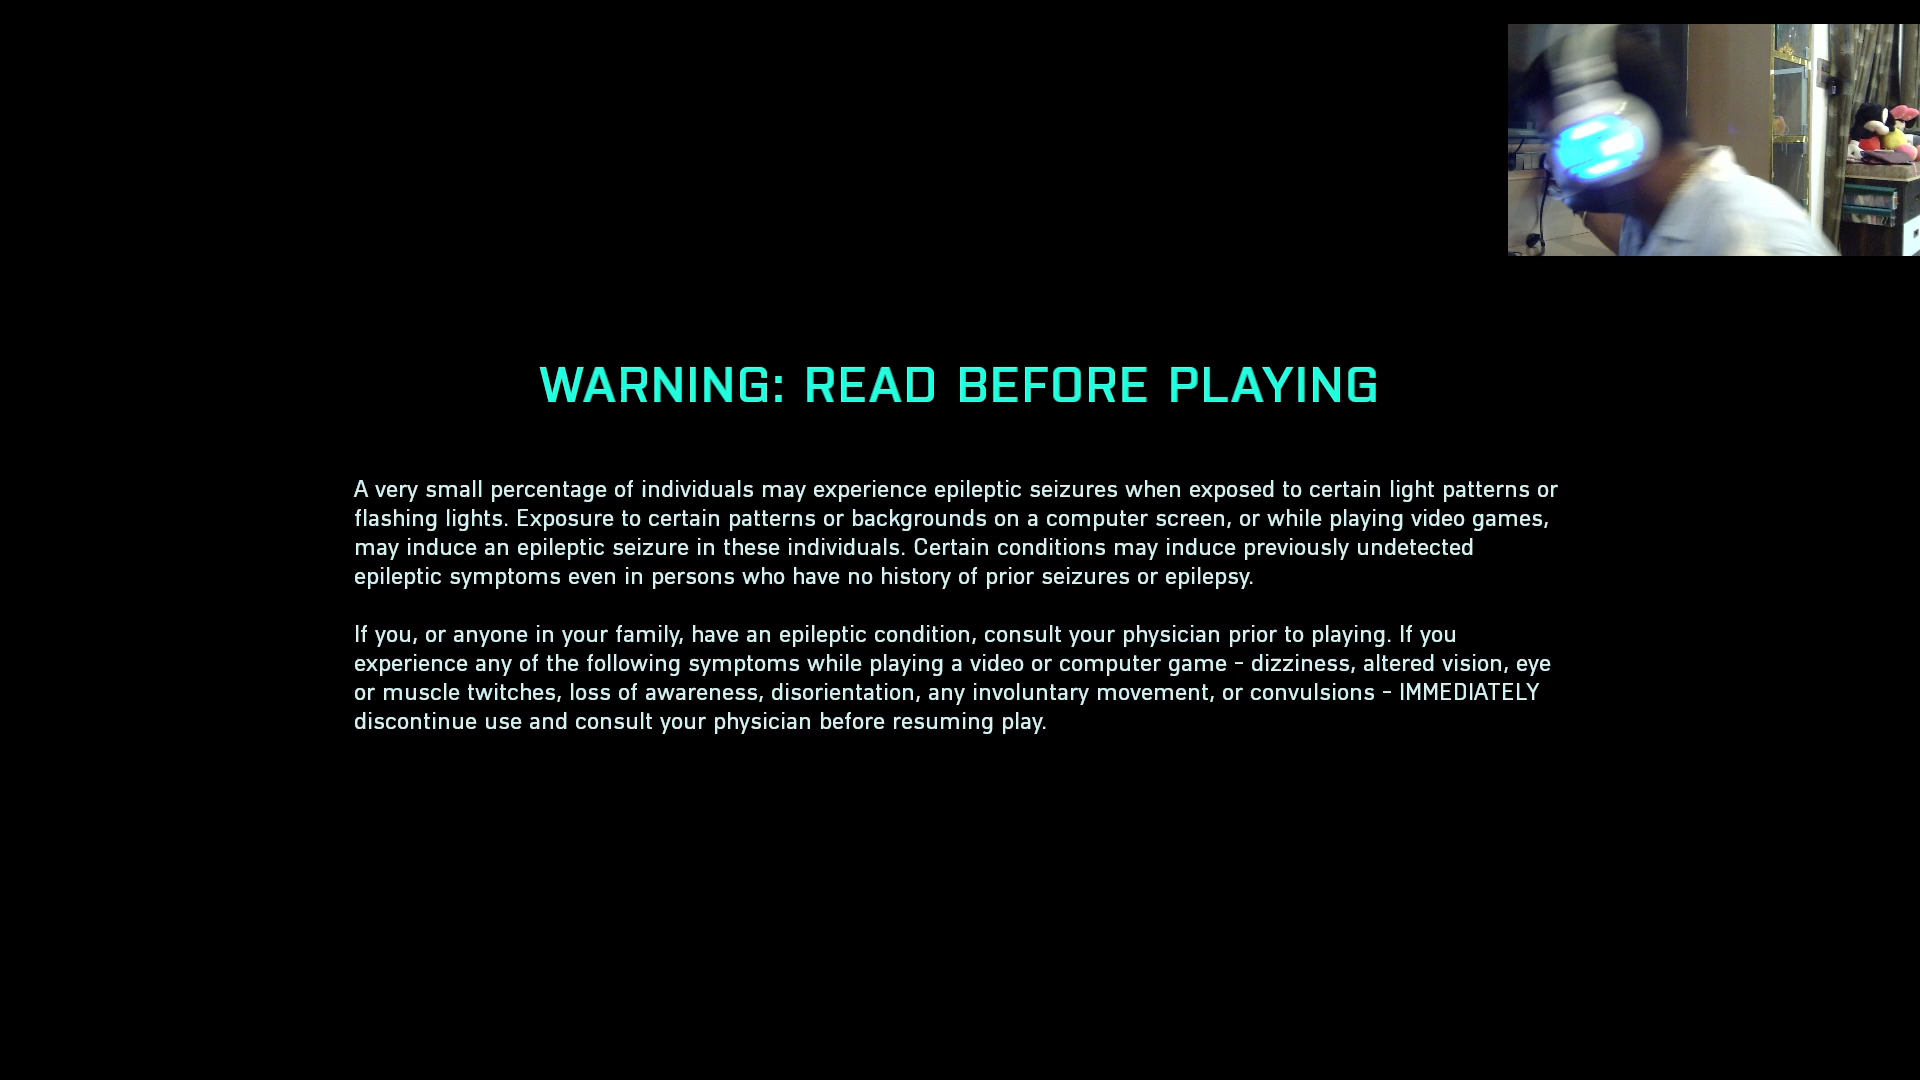 WARNING: READ BEFORE PLAYING
A very small percentage of individuals may experience epileptic seizures when exposed to certain light patterns or
flashing lights. Exposure to certain patterns or backgrounds on a computer screen, or while playing video games,
may induce an epileptic seizure in these individuals. Certain conditions may induce previously undetected
epileptic symptoms even in persons who have no history of prior seizures or epilepsy.
If you, or anyone in your family, have an epileptic condition, consult your physician prior to playing. If you
experience any of the following symptoms while playing a video or computer game - dizziness, altered vision, eye
or muscle twitches, loss of awareness, disorientation, any involuntary movement, or convulsions - IMMEDIATELY
discontinue use and consult your physician before resuming play.